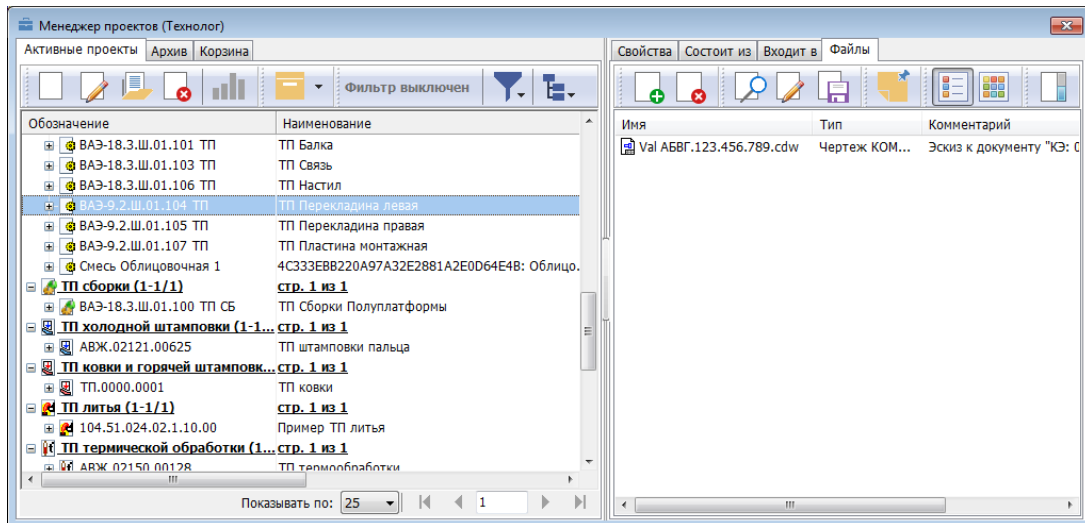 Менеджер проектов (Технолог)
Активные проекты Архив Корзина
Фильтр выключен
Обозначение Наименование
ВАЭ-18.3.Ш.01.101 ТП ТП Балка
ВАЭ-18.3.Ш.01.103 ТП ТП Связь
ВАЭ-18.3.Ш.01.106 ТП ТП Настил
ВАЭ-9.2.Ш.01.104 ТП ТП Перекладина левая
ВАЭ-9.2.Ш.01.105 ТП ТП Перекладина правая
ВАЭ-9.2.Ш.01.107 ТП ТП Пластина монтажная
Смесь Облицовочная 1 4C333EBB220A97A32E2881A2E0D64E4B: Облицо.
ТП сборки (1-1/1) стр. 1 из 1
ВАЭ-18.3.Ш.01.100 ТП СБ ТП Сборки Полуплатформы
ТП холодной штамповки (1-1... стр. 1 из 1
АВЖ.02121.00625 ТП штамповки пальца
ТП ковки и горячей штамповк... стр. 1 из 1
ТП.0000.0001 ТП ковки
ТП литья (1-1/1) стр. 1 из 1
104.51.024.02.1.10.00 Пример ТП литья
ТП термической обработки (1... стр. 1 из 1
АВЖ.02150.00128 ТП термообработки
Показывать по: 25 1
Свойства Состоит из Входит в Файлы
Имя Тип Комментарий
Val АБВГ.123.456.789.cdw Чертеж КОМ... Эскиз к документу "КЭ: 0